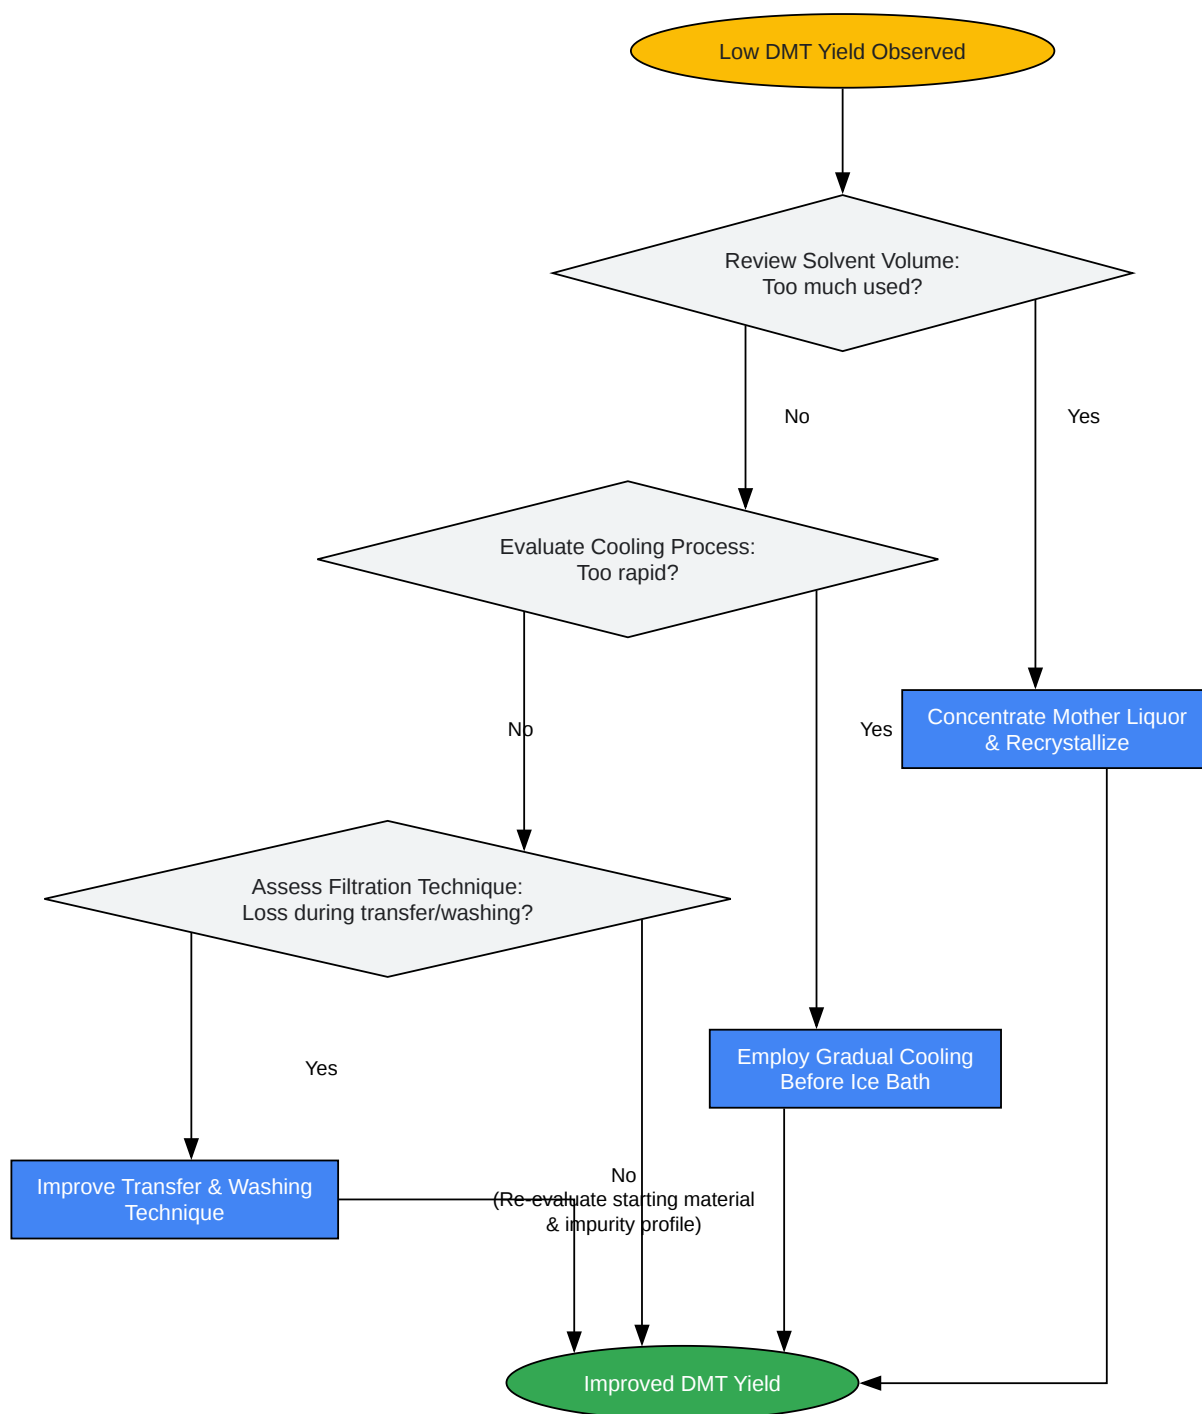 Low DMT Yield Observed
Review Solvent Volume:
Too much used?
No
Yes
Evaluate Cooling Process:
Too rapid?
No
Yes
Concentrate Mother Liquor
& Recrystallize
Assess Filtration Technique:
Loss during transfer/washing?
Yes
Employ Gradual Cooling
Before Ice Bath
No
(Re-evaluate starting material
& impurity profile)
Improve Transfer & Washing
Technique
Improved DMT Yield